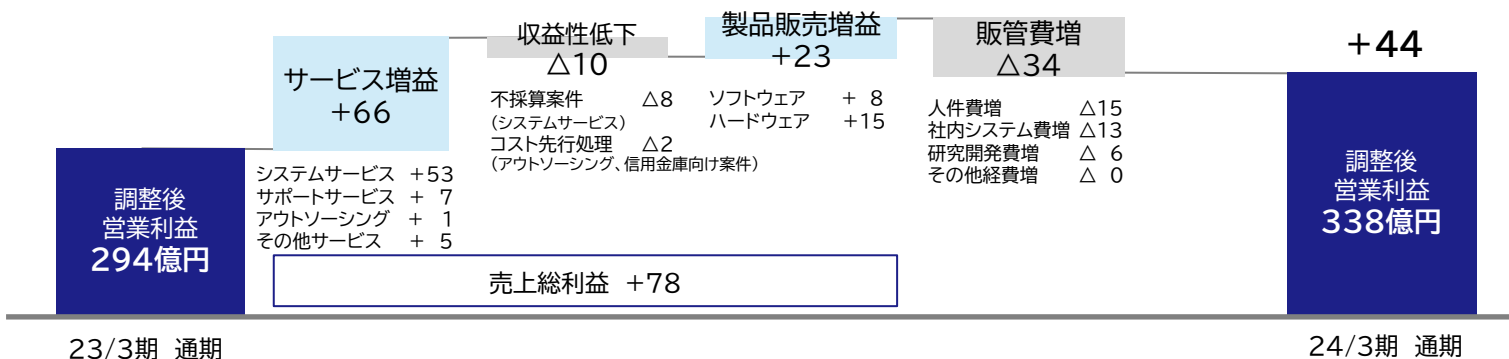 調整後
営業利益
294億円
23/3期 通期
サービス増益
+66
システムサービス +53
サポートサービス + 7
アウトソーシング + 1
その他サービス + 5
収益性低下
△10
不採算案件 △8
(システムサービス)
コスト先行処理 △2
(アウトソーシング、信用金庫向け案件)
製品販売増益
+23
ソフトウェア + 8
ハードウェア +15
売上総利益 +78
販管費増
△34
人件費増 △15
社内システム費増 △13
研究開発費増 △ 6
その他経費増 △ 0
+44
調整後
営業利益
338億円
24/3期 通期